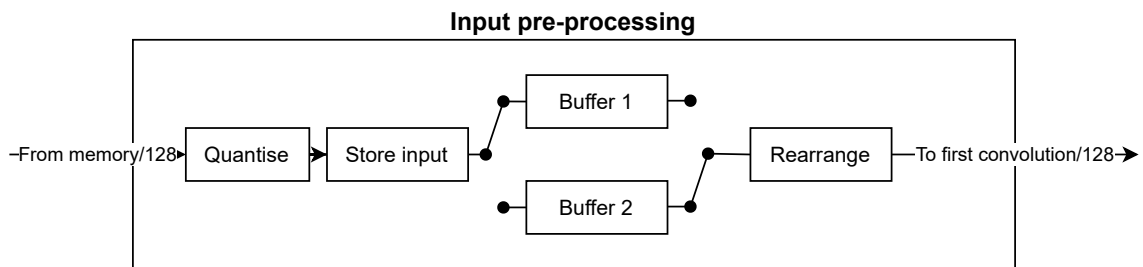 Input pre-processing
Buffer 1
From memory/128
Quantise
Store input
Rearrange
To first convolution/128
Buffer 2